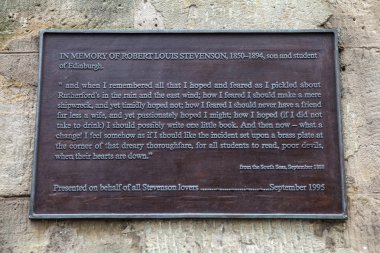 IN MEMORY OF ROBERT LOUIS STEVENSON, 1850-1894, son and student
of Edinburgh.
" and when I remembered all that I hoped and feared as I pickled about
Rutherford's in the rain and the east wind; how I feared I should make a mere
shipwreck, and yet timidly hoped not; how I feared I should never have a friend
far less a wife, and yet passionately hoped I might; how I hoped (if I did not
take to drink) I should possibly write one little book. And then now — what a
change! I feel somehow as if I should like the incident set upon a brass plate
at the corner of that dreary thoroughfare, for all students to read, poor devils,
when their hearts are down."
from the South Seas, September 1888
Presented on behalf of all Stevenson lovers............................September 1995